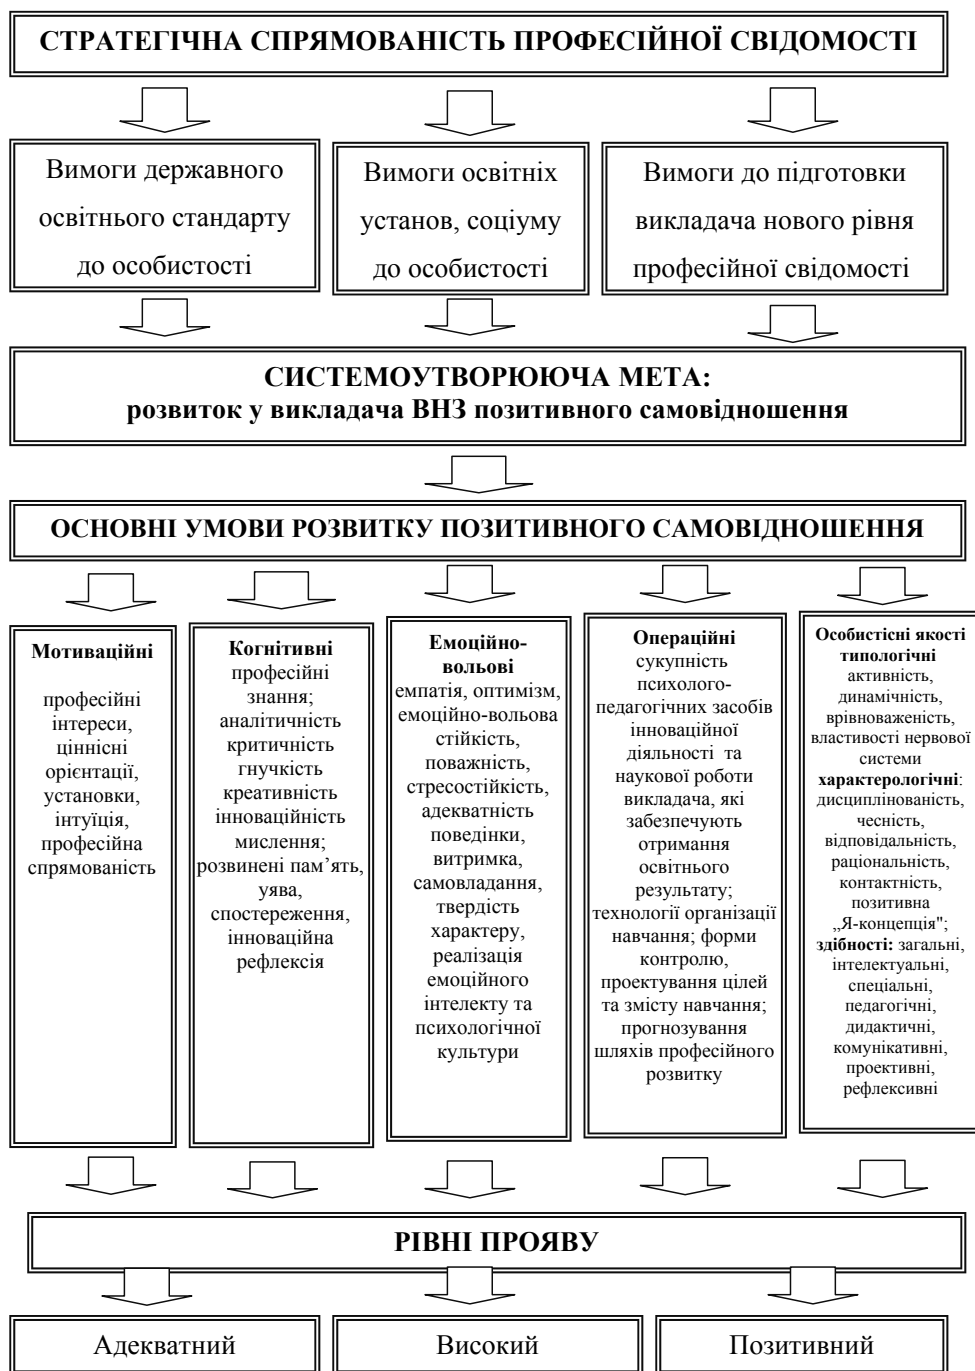 СТРАТЕГІЧНА СПРЯМОВАНІСТЬ ПРОФЕСІЙНОЇ СВІДОМОСТІ
Вимоги державного
освітнього стандарту
до особистості
Вимоги освітніх
установ, соціуму
до особистості
Вимоги до підготовки
викладача нового рівня
професійної свідомості
СИСТЕМОУТВОРЮЮЧА МЕТА:
розвиток у викладача ВНЗ позитивного самовідношення
ОСНОВНІ УМОВИ РОЗВИТКУ ПОЗИТИВНОГО САМОВІДНОШЕННЯ
Мотиваційні
професійні
інтереси,
ціннісні
орієнтації,
установки,
інтуїція,
професійна
спрямованість
Когнитивні
професійні
знання;
аналітичність
критичність
гнучкість
креативність
інноваційність
мислення;
розвинені пам’ять,
уява,
спостереження,
інноваційна
рефлексія
Емоційно-
вольові
емпатія, оптимізм,
емоційно-вольова
стійкість,
поважність,
стресостійкість,
адекватність
поведінки,
витримка,
самовладання,
твердість
характеру,
реалізація
емоційного
інтелекту та
психологічної
культури
Операційні
сукупність
психолого-
педагогічних засобів
інноваційної
діяльності та
наукової роботи
викладача, які
забезпечують
отримання
освітнього
результату;
технології організації
навчання; форми
контролю,
проектування цілей
та змісту навчання;
прогнозування
шляхів професійного
розвитку
Особистісні якості
типологічні
активність,
динамічність,
врівноваженість,
властивості нервової
системи
характерологічні:
дисциплінованість,
чесність,
відповідальність,
раціональність,
контактність,
позитивна
„Я-концепція";
здібності: загальні,
інтелектуальні,
спеціальні,
педагогічні,
дидактичні,
комунікативні,
проективні,
рефлексивні
РІВНІ ПРОЯВУ
Адекватний
Високий
Позитивний